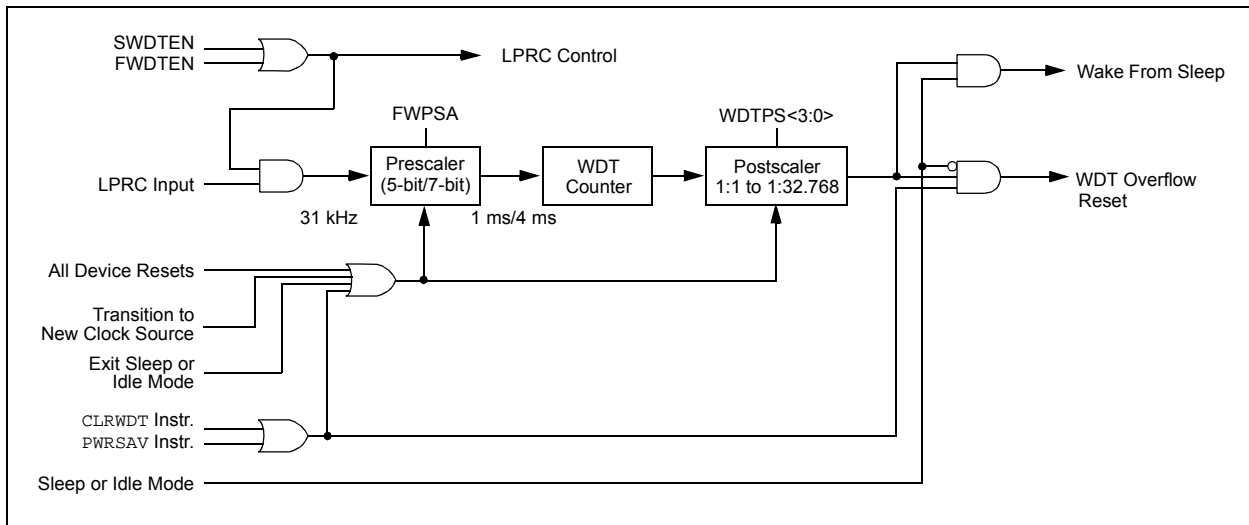 SWDTEN
FWDTEN
LPRC Control
Wake From Sleep
FWPSA
WDTPS<3:0>
LPRC Input
Prescaler
(5-bit/7-bit)
WDT
Counter
Postscaler
1:1 to 1:32.768
WDT Overflow
Reset
31 kHz
1 ms/4 ms
All Device Resets
Transition to
New Clock Source
Exit Sleep or
Idle Mode
CLRWDT Instr.
PWRSAV Instr.
Sleep or Idle Mode